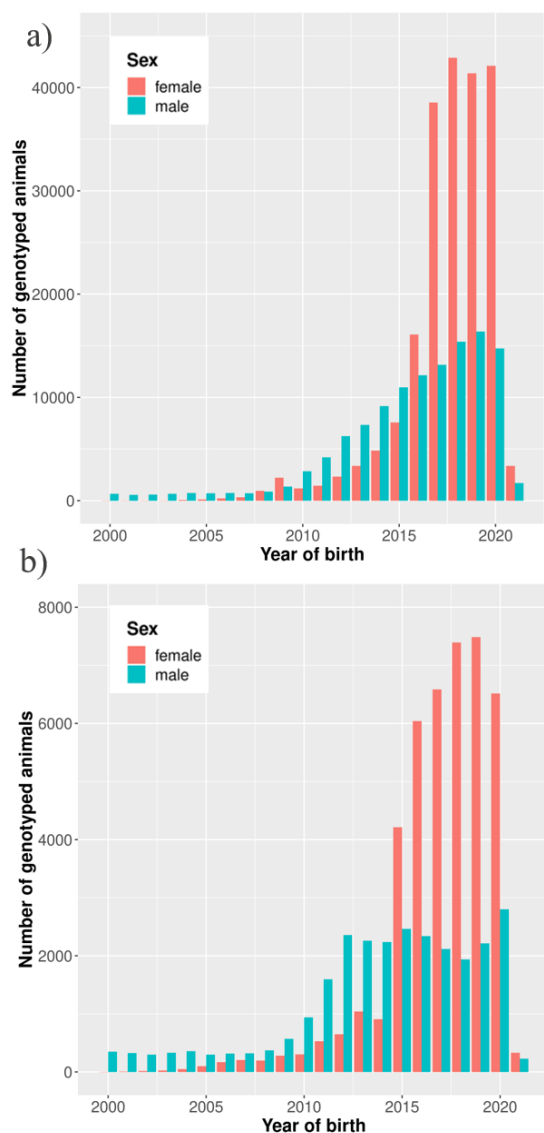 a)
Sex
female
male
40000
30000
20000
10000
0
Number of genotyped animals
2000 2005 2010 2015 2020
Year of birth
b)
Sex
female
male
8000
6000
4000
2000
0
Number of genotyped animals
2000 2005 2010 2015 2020
Year of birth